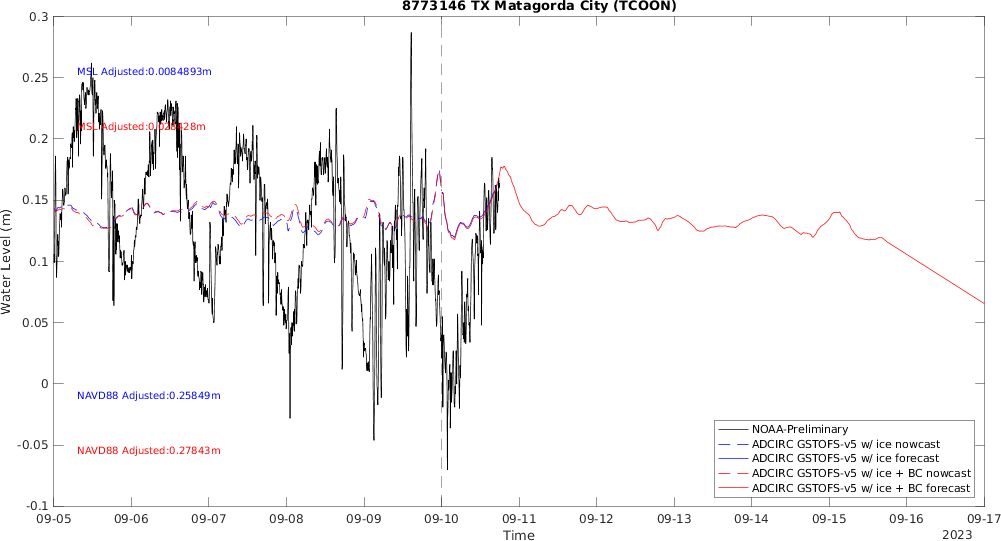 8773146 TX Matagorda City (TCOON)
Water Level (m)
0.3
0.25
0.2
0.15
0.1
0.05
0
-0.05
-0.1
MSL Adjusted:0.0084893m
MSL
NAVD88 Adjusted:0.25849m
NAVD88 Adjusted:0.27843m
NOAA-Preliminary
ADCIRC GSTOFS-v5 w/ ice nowcast
ADCIRC GSTOFS-v5 w/ ice forecast
ADCIRC GSTOFS-v5 w/ ice + BC nowcast
ADCIRC GSTOFS-v5 w/ ice + BC forecast
09-05 09-06 09-07 09-08 09-09 09-10 09-11 09-12 09-13 09-14 09-15 09-16 09-17
Time
2023